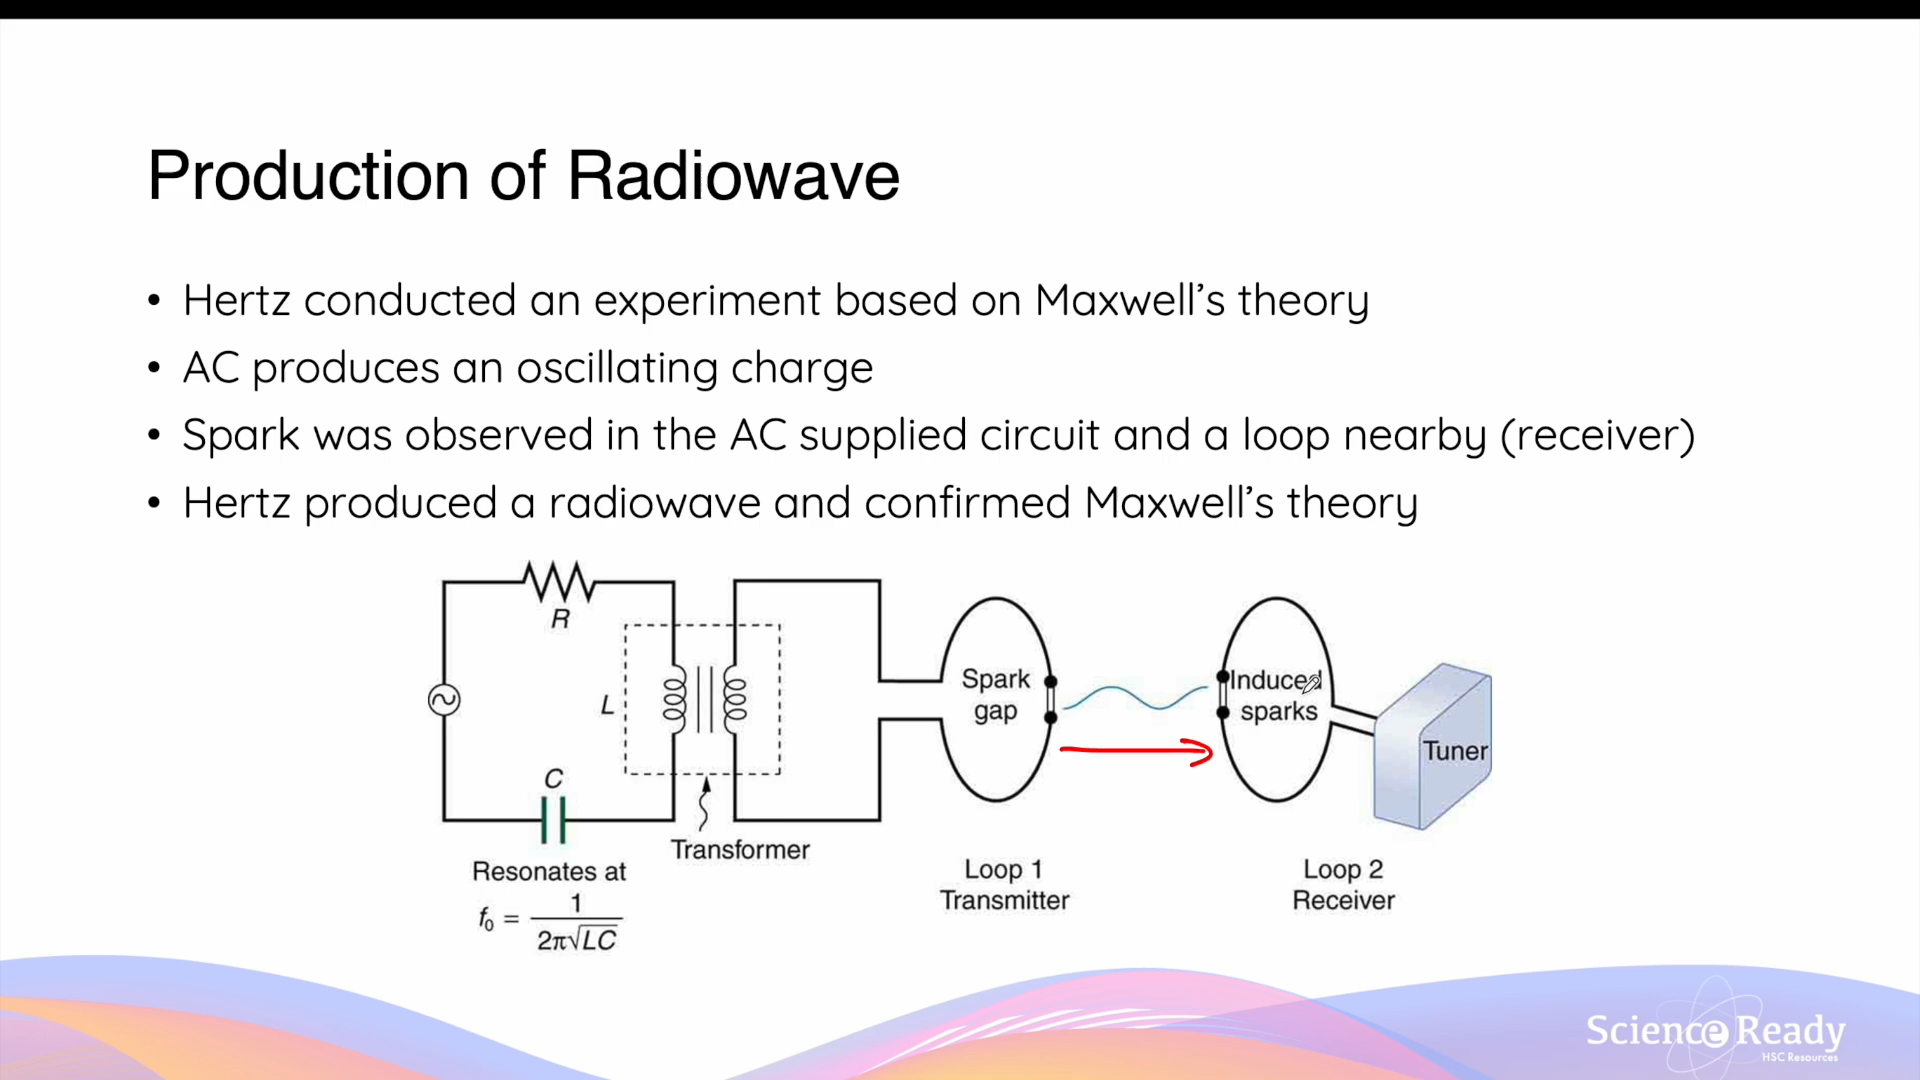 Production of Radiowave
• Hertz conducted an experiment based on Maxwell’s theory
• AC produces an oscillating charge
• Spark was observed in the AC supplied circuit and a loop nearby (receiver)
• Hertz produced a radiowave and confirmed Maxwell’s theory
R
L
C
Resonates at
f₀ = 1 / 2π√LC
Transformer
Spark
gap
Loop 1
Transmitter
Induced
sparks
Tuner
Loop 2
Receiver
Science Ready
HSC Resources